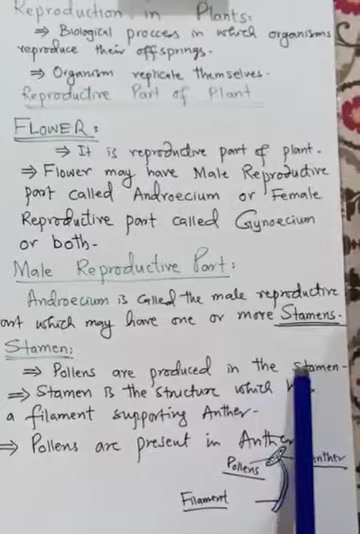 Reproduction in Plants:
⇒ Biological proccess in which organisms
reproduce their offsprings.
⇒ Organism replicate themselves.
Reproductive Part of Plant
FLOWER:
⇒ It is reproductive part of plant.
⇒ Flower may have Male Reproductive
part called Androecium or Female
Reproductive part called Gynoecium
or both-
Male Reproductive Part:
Androecium is called the male reproductive
part which may have one or more Stamens.
Stamen:
⇒ Pollens are produced in the stamen-
⇒ Stamen is the structure which
a filament supporting Anther-
⇒ Pollens are present in Anther
Pollens
Anther
Filament